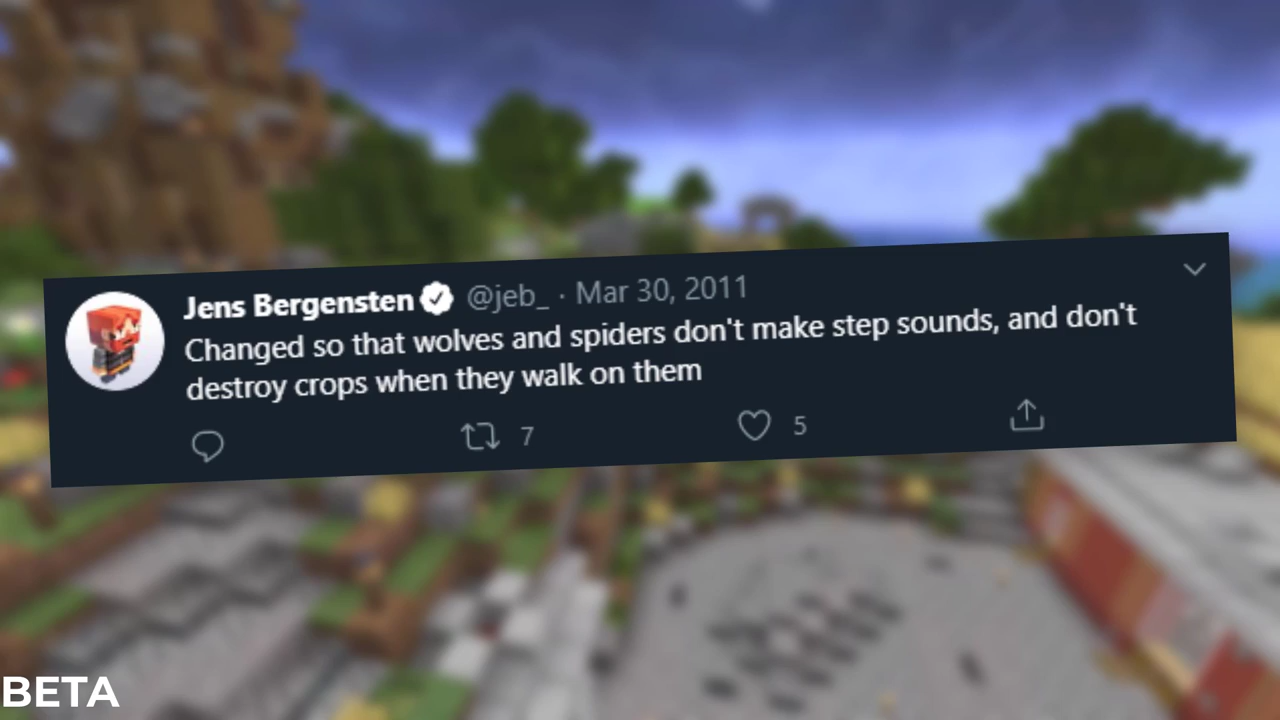 Jens Bergensten @jeb_ · Mar 30, 2011
Changed so that wolves and spiders don't make step sounds, and don't
destroy crops when they walk on them
7 5
BETA